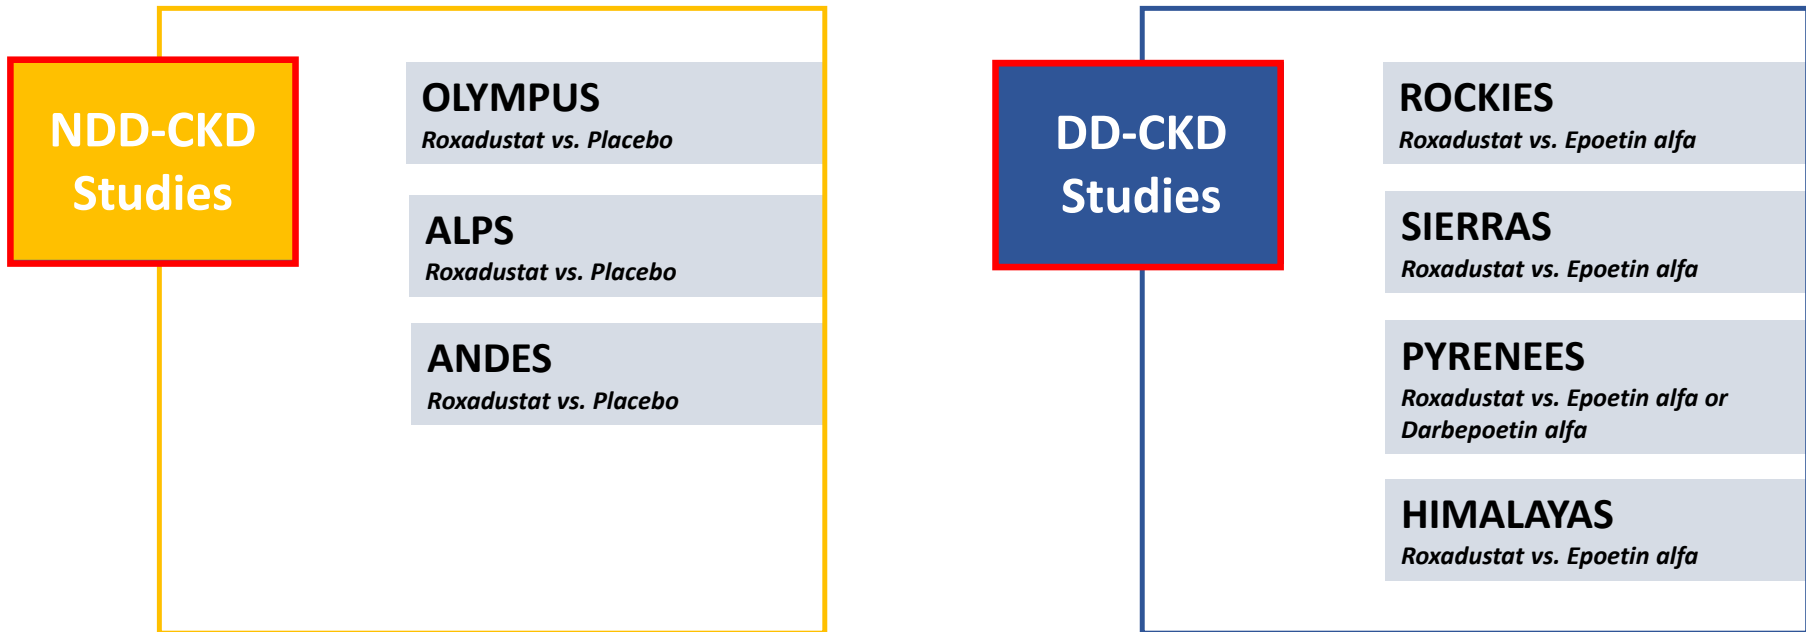 NDD-CKD
Studies
OLYMPUS
Roxadustat vs. Placebo
ALPS
Roxadustat vs. Placebo
ANDES
Roxadustat vs. Placebo
DD-CKD
Studies
ROCKIES
Roxadustat vs. Epoetin alfa
SIERRAS
Roxadustat vs. Epoetin alfa
PYRENEES
Roxadustat vs. Epoetin alfa or
Darbepoetin alfa
HIMALAYAS
Roxadustat vs. Epoetin alfa